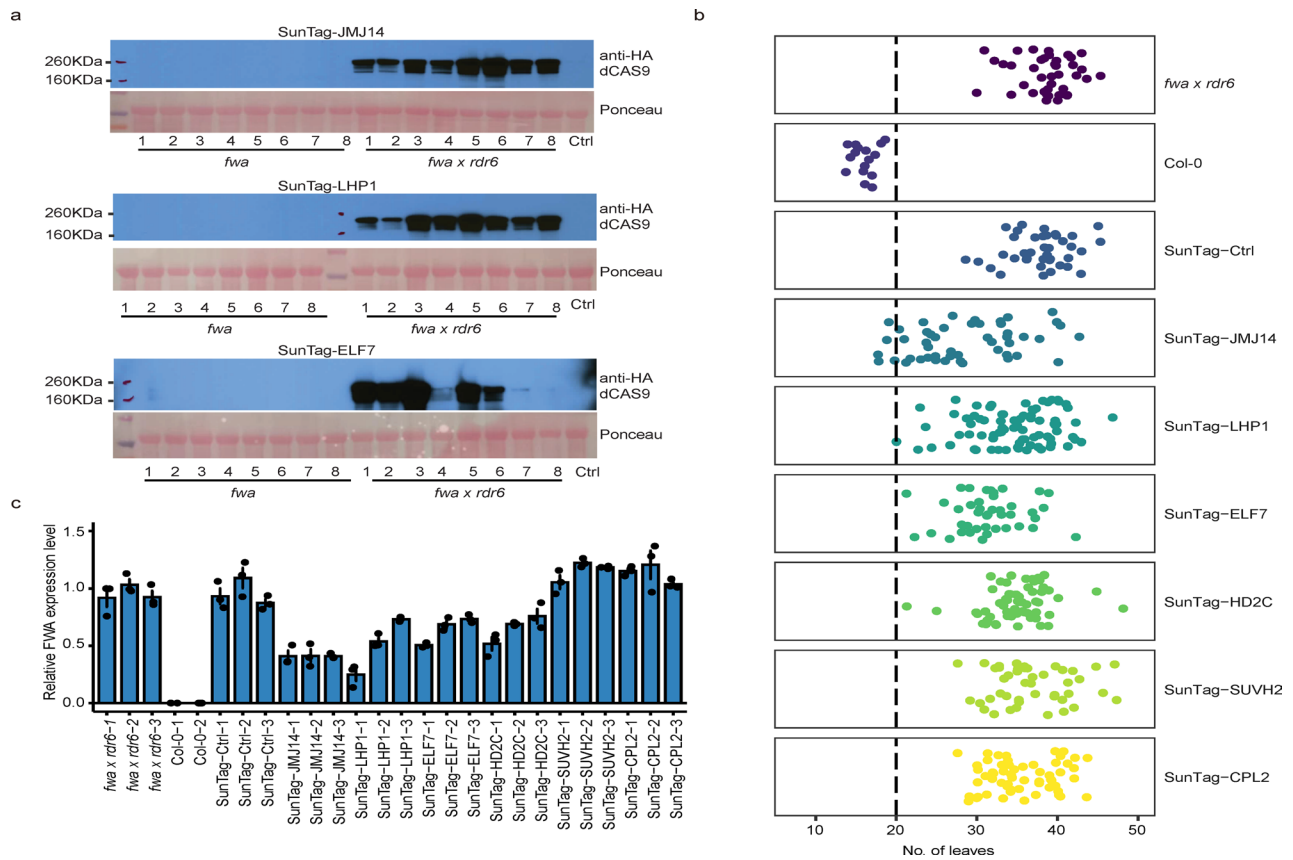 a
SunTag-JMJ14
260KDa
160KDa
anti-HA
dCAS9
Ponceau
1 2 3 4 5 6 7 8 1 2 3 4 5 6 7 8 Ctrl
fwa fwa x rdr6
SunTag-LHP1
260KDa
160KDa
anti-HA
dCAS9
Ponceau
1 2 3 4 5 6 7 8 1 2 3 4 5 6 7 8 Ctrl
fwa fwa x rdr6
SunTag-ELF7
260KDa
160KDa
anti-HA
dCAS9
Ponceau
1 2 3 4 5 6 7 8 1 2 3 4 5 6 7 8 Ctrl
fwa fwa x rdr6
b
fwa x rdr6
Col-0
SunTag-Ctrl
SunTag-JMJ14
SunTag-LHP1
SunTag-ELF7
SunTag-HD2C
SunTag-SUVH2
SunTag-CPL2
10 20 30 40 50
No. of leaves
c
Relative FWA expression level
1.5
1.0
0.5
0.0
fwa x rdr6-1
fwa x rdr6-2
fwa x rdr6-3
Col-0-1
Col-0-2
SunTag-Ctrl-1
SunTag-Ctrl-2
SunTag-Ctrl-3
SunTag-JMJ14-1
SunTag-JMJ14-2
SunTag-JMJ14-3
SunTag-LHP1-1
SunTag-LHP1-2
SunTag-LHP1-3
SunTag-ELF7-1
SunTag-ELF7-2
SunTag-ELF7-3
SunTag-HD2C-1
SunTag-HD2C-2
SunTag-HD2C-3
SunTag-SUVH2-1
SunTag-SUVH2-2
SunTag-SUVH2-3
SunTag-CPL2-1
SunTag-CPL2-2
SunTag-CPL2-3